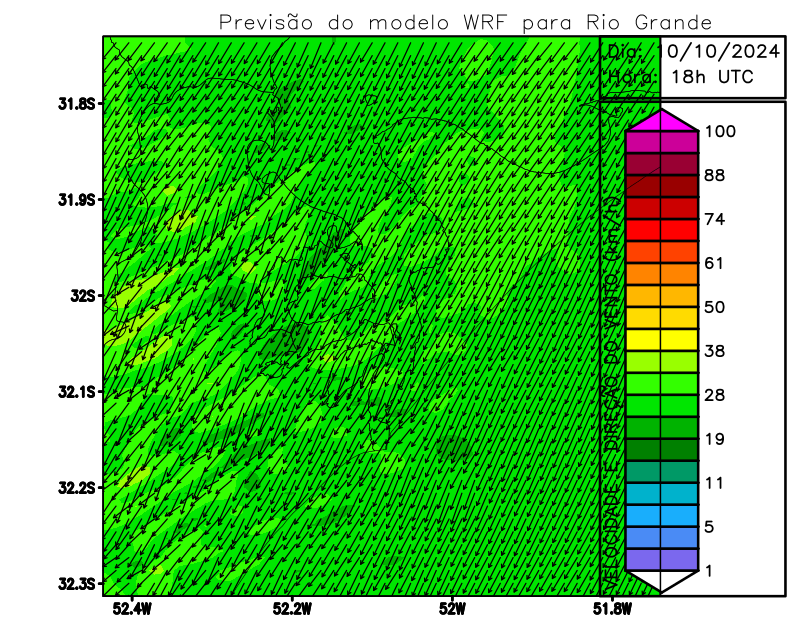 Previsão do modelo WRF para Rio Grande
Dia: 10/10/2024
Hora: 18h UTC
31.8S
31.9S
32S
32.1S
32.2S
32.3S
52.4W
52.2W
52W
51.8W
VELOCIDADE E DIREÇÃO DO VENTO (km/h)
100
88
74
61
50
38
28
19
11
5
1